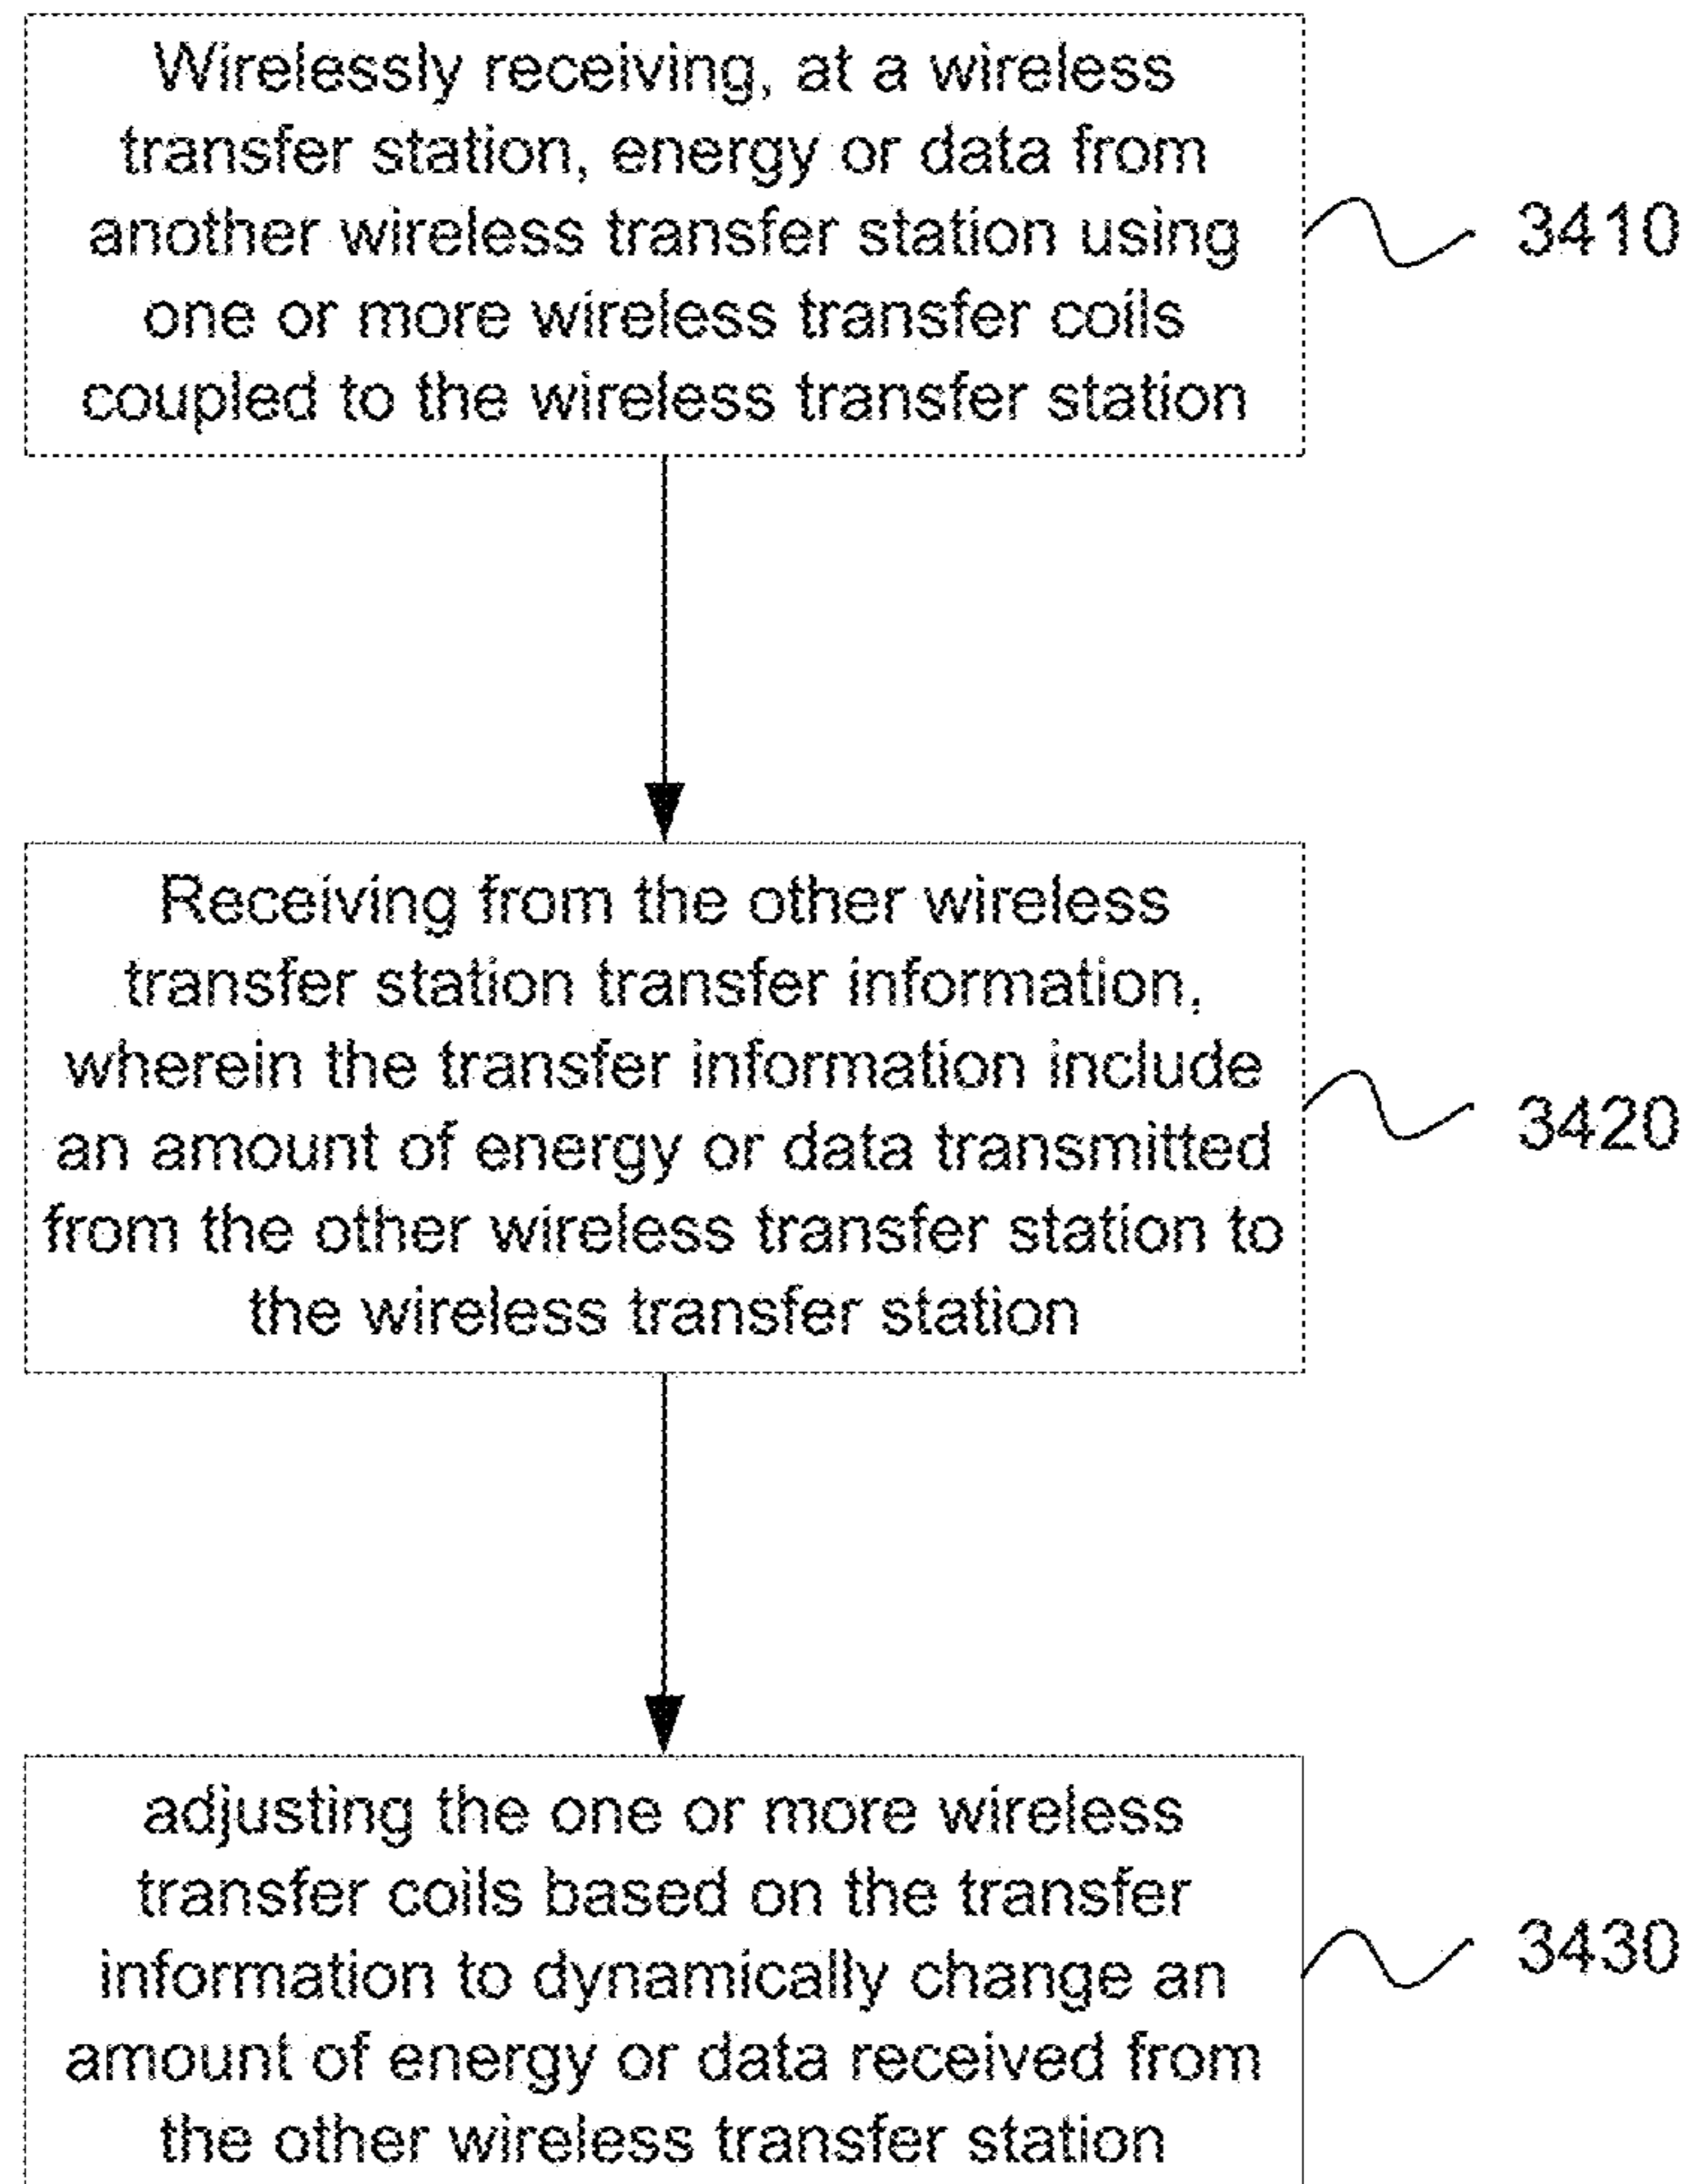 Wirelessly receiving, at a wireless
transfer station, energy or data from
another wireless transfer station using
one or more wireless transfer coils
coupled to the wireless transfer station
3410
Receiving from the other wireless
transfer station transfer information,
wherein the transfer information include
an amount of energy or data transmitted
from the other wireless transfer station to
the wireless transfer station
3420
adjusting the one or more wireless
transfer coils based on the transfer
information to dynamically change an
amount of energy or data received from
the other wireless transfer station
3430